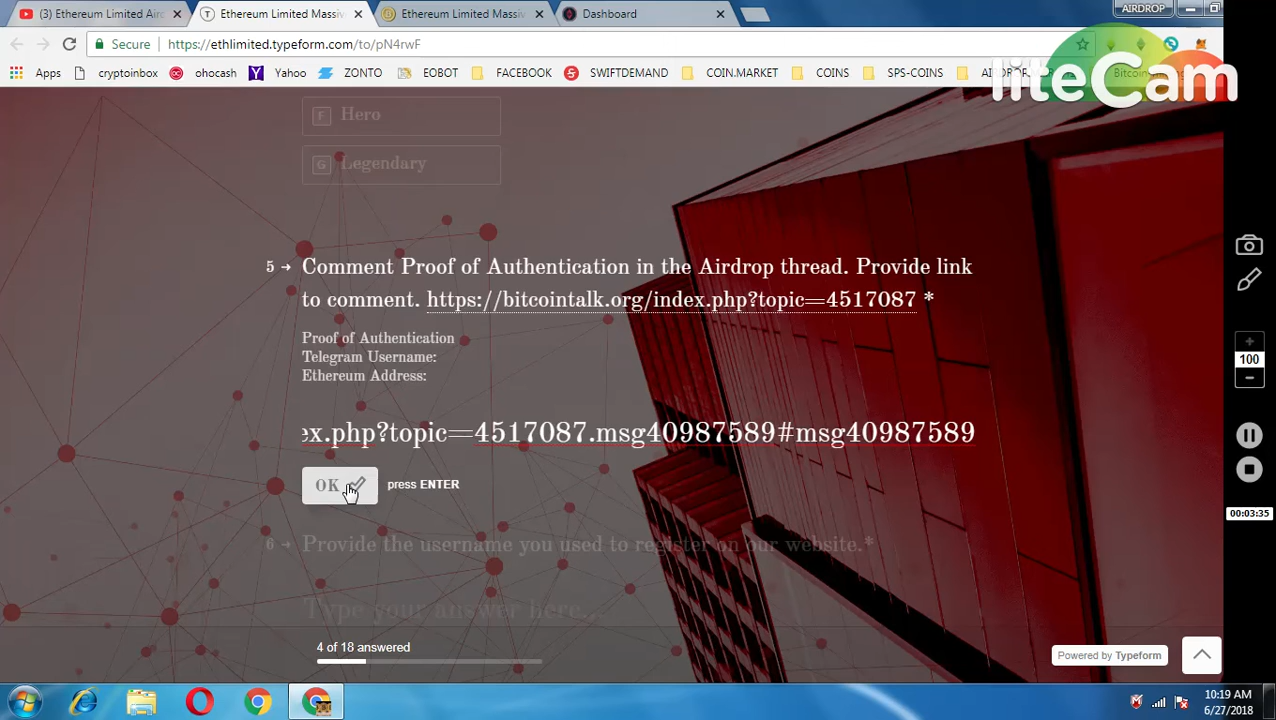 (3) Ethereum Limited Airc
Ethereum Limited Massiv
Ethereum Limited Massiv
Dashboard
AIRDROP
Secure
https://ethlimited.typeform.com/to/pN4rwF
Apps
cryptoinbox
ohocash
Yahoo
EOBOT
FACEBOOK
SWIFTDEMAND
COIN.MARKET
COINS
SPS-COINS
liteCam
F Hero
G Legendary
5 → Comment Proof of Authentication in the Airdrop thread. Provide link
to comment. https://bitcointalk.org/index.php?topic=4517087 *
Proof of Authentication
Telegram Username:
Ethereum Address:
ex.php?topic=4517087.msg40987589#msg40987589
OK
press ENTER
6 → Provide the username you used to register on our website.*
Type your answer here...
4 of 18 answered
Powered by Typeform
100
00:03:35
10:19 AM
6/27/2018